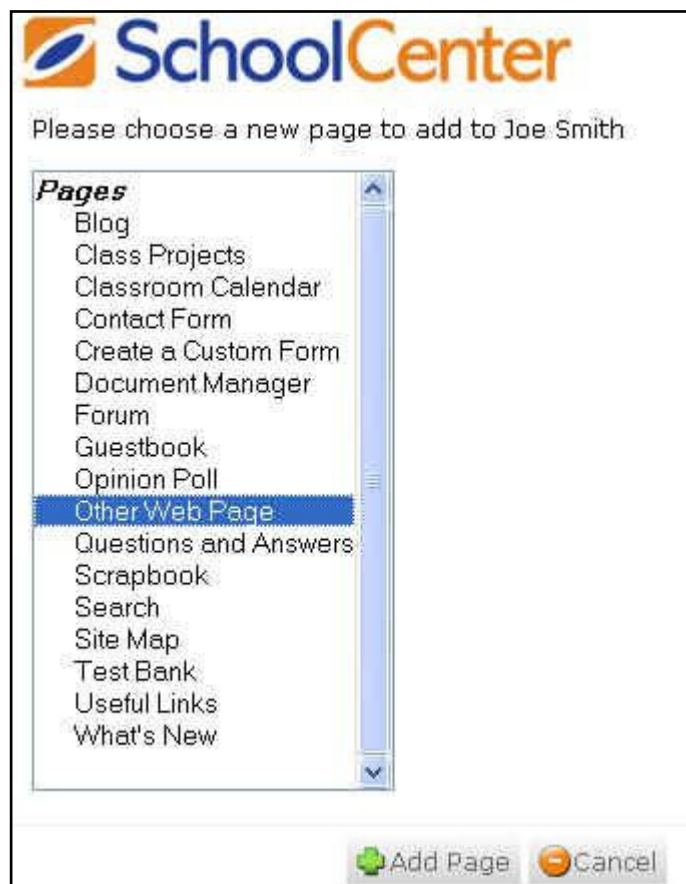 SchoolCenter
Please choose a new page to add to Joe Smith
Pages
Blog
Class Projects
Classroom Calendar
Contact Form
Create a Custom Form
Document Manager
Forum
Guestbook
Opinion Poll
Other Web Page
Questions and Answers
Scrapbook
Search
Site Map
Test Bank
Useful Links
What's New
Add Page Cancel